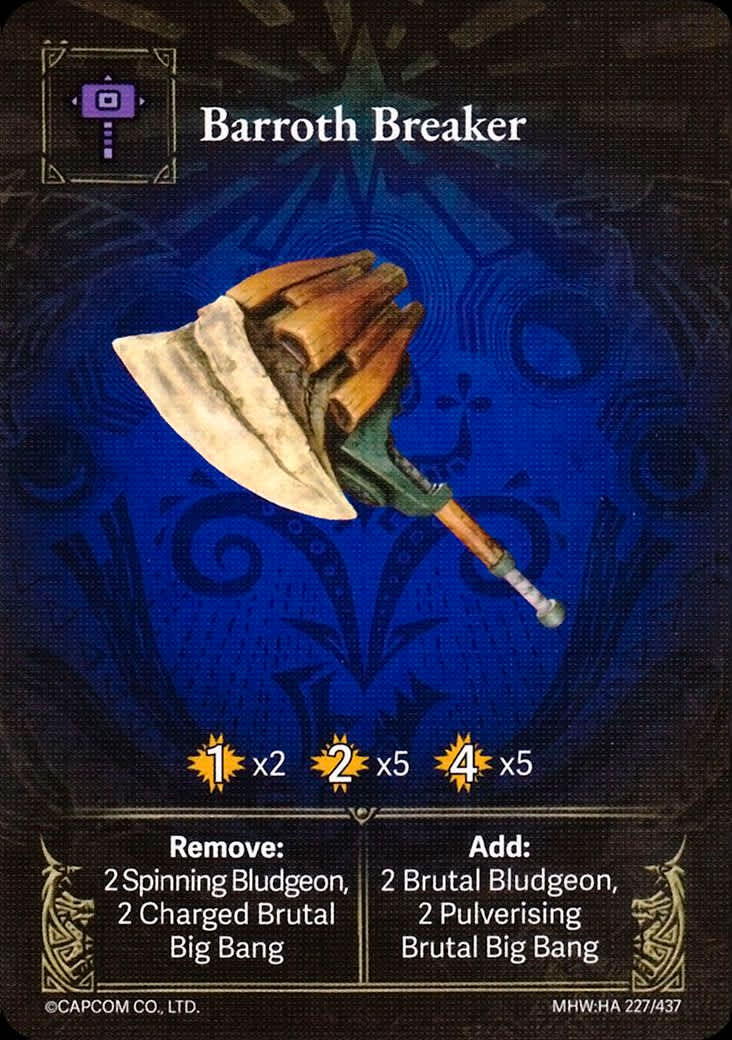 Barroth Breaker
1 x2 2 x5 4 x5
Remove:
2 Spinning Bludgeon,
2 Charged Brutal
Big Bang
Add:
2 Brutal Bludgeon,
2 Pulverising
Brutal Big Bang
©CAPCOM CO., LTD.
MHW:HA 227/437